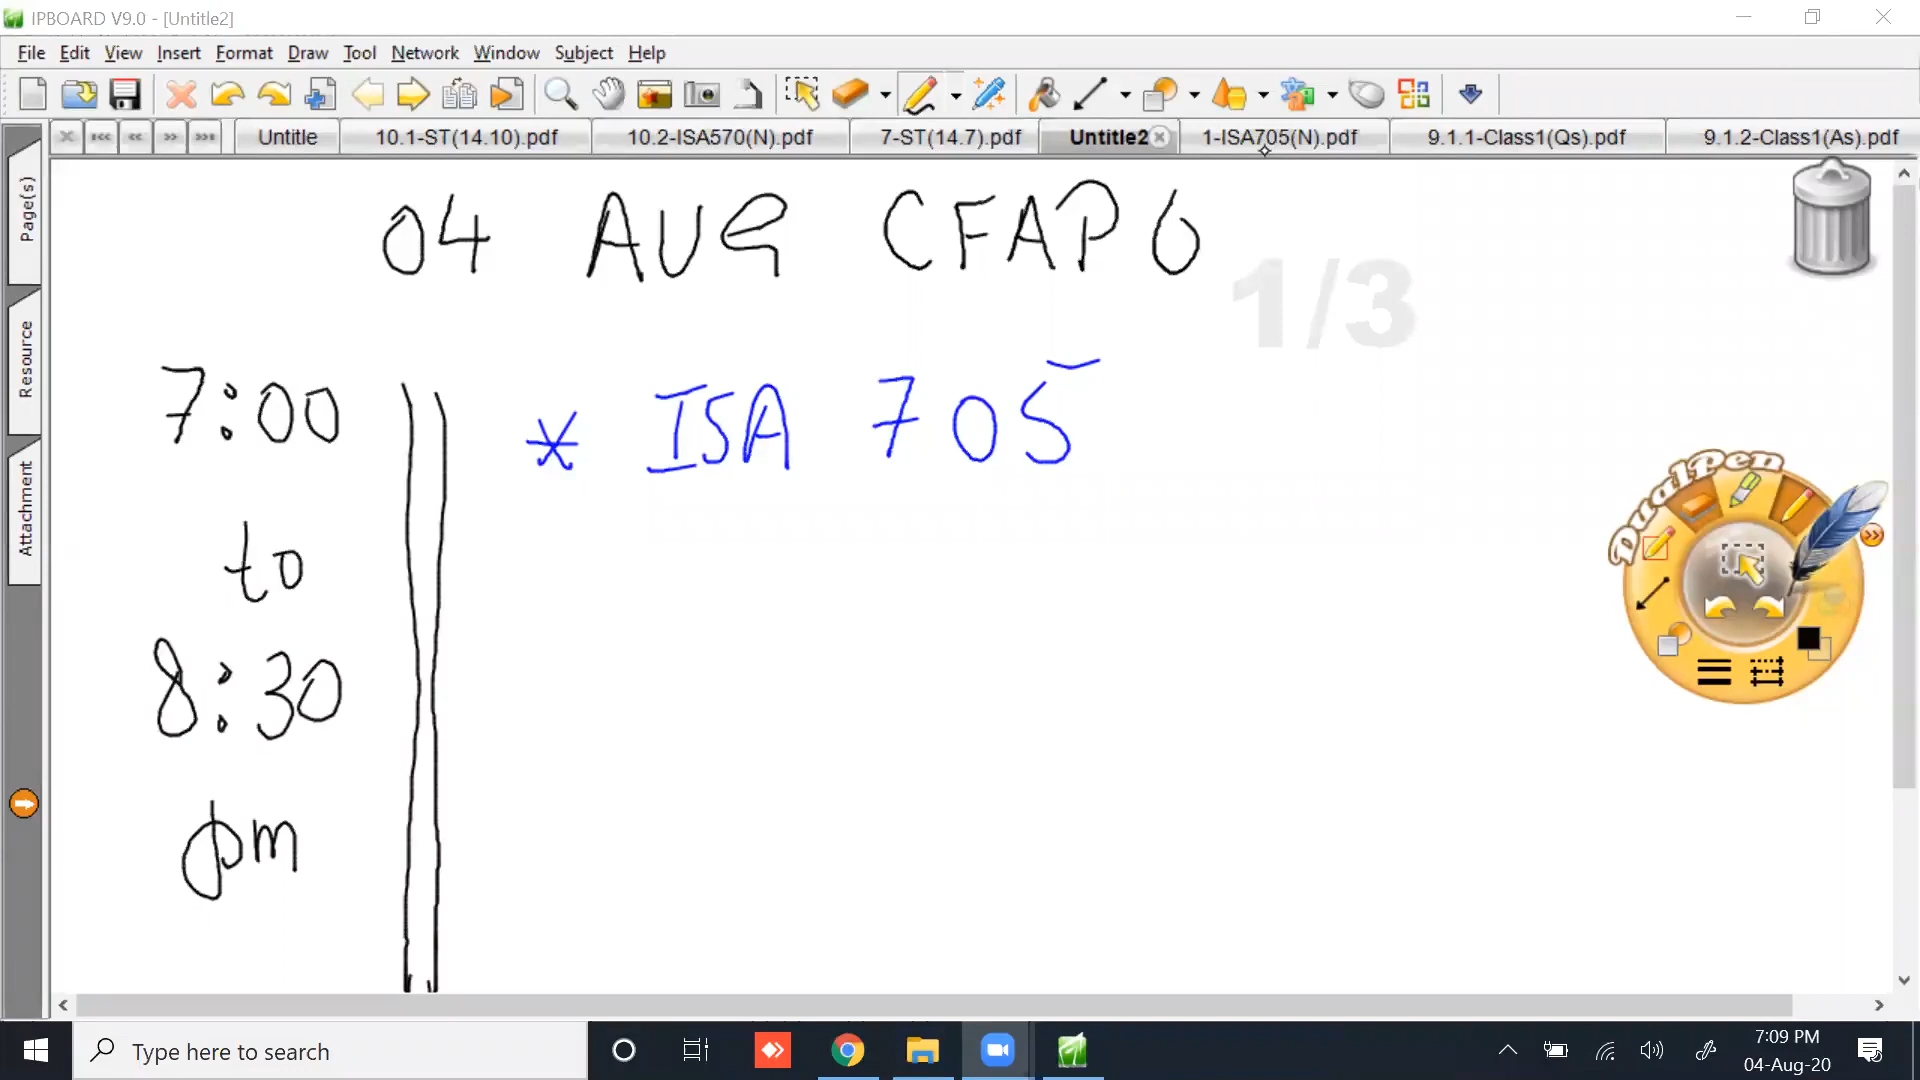 IPBOARD V9.0 - [Untitle2]
File Edit View Insert Format Draw Tool Network Window Subject Help
Untitle 10.1-ST(14.10).pdf 10.2-ISA570(N).pdf 7-ST(14.7).pdf Untitle2 1-ISA705(N).pdf 9.1.1-Class1(Qs).pdf 9.1.2-Class1(As).pdf
Page(s)
Resource
Attachment
04 AUG CFAP 6
1/3
7:00
to
8:30
pm
* ISA 705
DualPen
Type here to search
7:09 PM
04-Aug-20